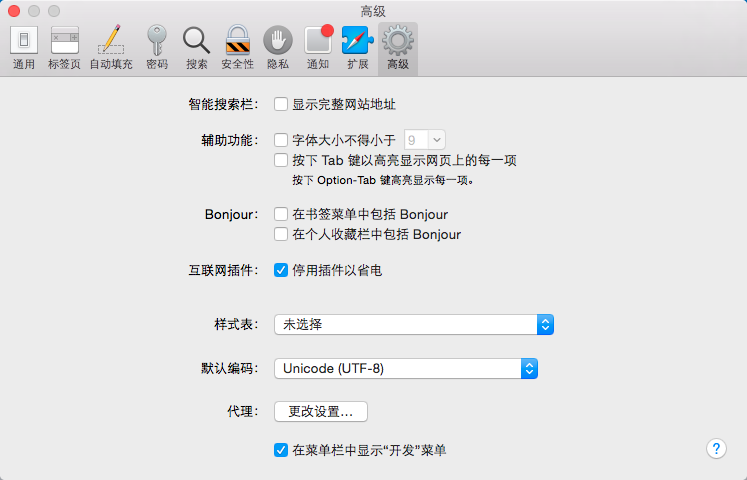 高级
通用 标签页 自动填充 密码 搜索 安全性 隐私 通知 扩展 高级
智能搜索栏： 显示完整网站地址
辅助功能： 字体大小不得小于 9
按下 Tab 键以高亮显示网页上的每一项
按下 Option-Tab 键高亮显示每一项。
Bonjour： 在书签菜单中包括 Bonjour
在个人收藏栏中包括 Bonjour
互联网插件： 停用插件以省电
样式表： 未选择
默认编码： Unicode (UTF-8)
代理： 更改设置...
在菜单栏中显示“开发”菜单
?